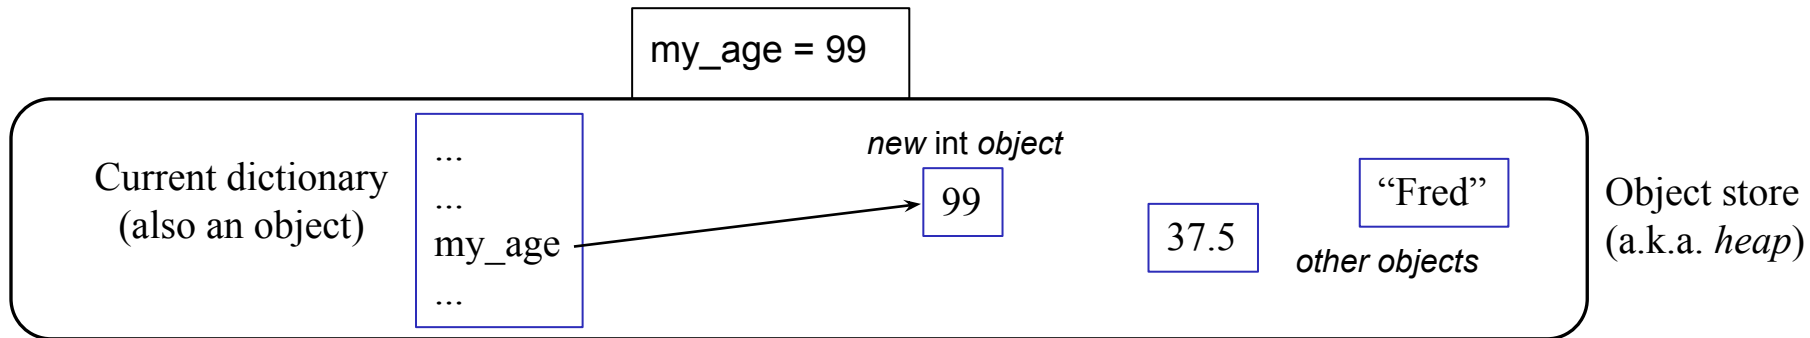 my_age = 99
Current dictionary
(also an object)
...
...
my_age
...
new int object
99
37.5
“Fred”
other objects
Object store
(a.k.a. heap)